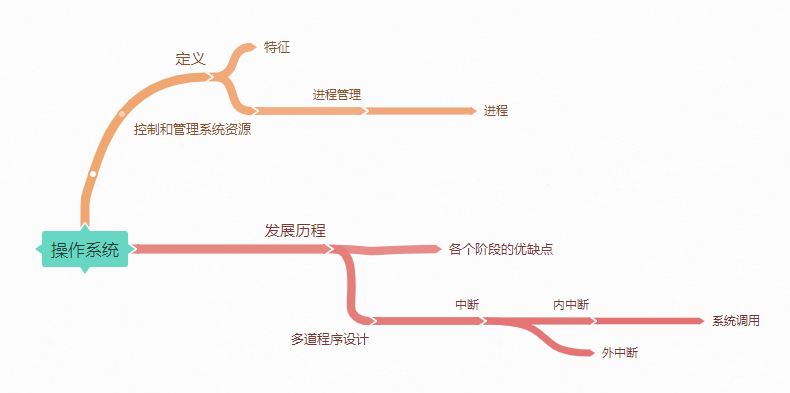 特征
定义
进程管理
进程
控制和管理系统资源
发展历程
操作系统
各个阶段的优缺点
中断
内中断
系统调用
多道程序设计
外中断